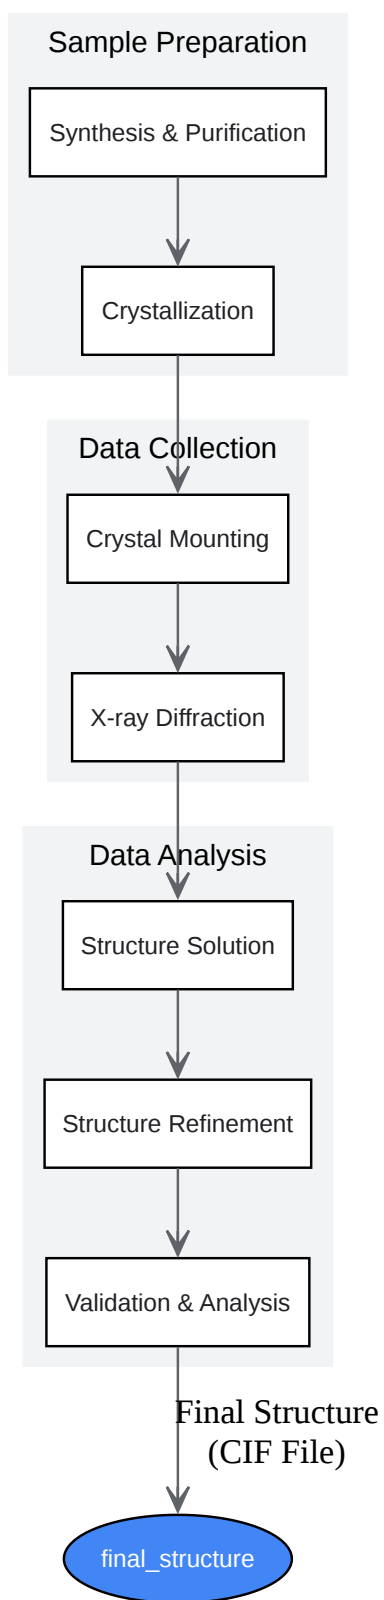 Sample Preparation
Synthesis & Purification
Crystallization
Data Collection
Crystal Mounting
X-ray Diffraction
Data Analysis
Structure Solution
Structure Refinement
Validation & Analysis
Final Structure
(CIF File)
final_structure